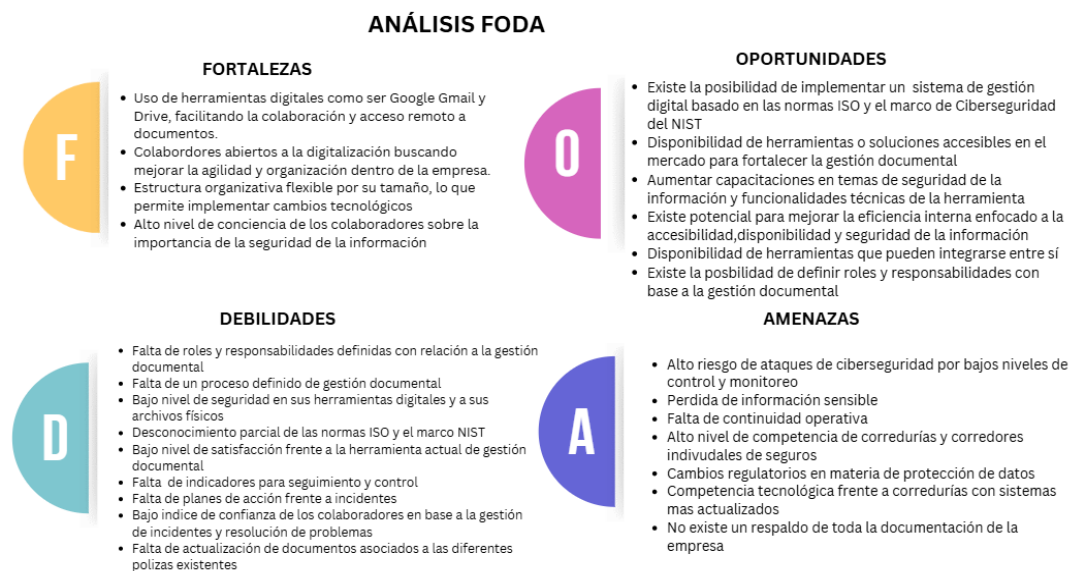 ANÁLISIS FODA
FORTALEZAS
F
• Uso de herramientas digitales como ser Google Gmail y
Drive, facilitando la colaboración y acceso remoto a
documentos.
• Colabordores abiertos a la digitalización buscando
mejorar la agilidad y organización dentro de la empresa.
• Estructura organizativa flexible por su tamaño, lo que
permite implementar cambios tecnológicos
• Alto nivel de conciencia de los colaboradores sobre la
importancia de la seguridad de la información
OPORTUNIDADES
O
• Existe la posibilidad de implementar un sistema de gestión
digital basado en las normas ISO y el marco de Ciberseguridad
del NIST
• Disponibilidad de herramientas o soluciones accesibles en el
mercado para fortalecer la gestión documental
• Aumentar capacitaciones en temas de seguridad de la
información y funcionalidades técnicas de la herramienta
• Existe potencial para mejorar la eficiencia interna enfocado a la
accesibilidad,disponibilidad y seguridad de la información
• Disponibilidad de herramientas que pueden integrarse entre sí
• Existe la posbilidad de definir roles y responsabilidades con
base a la gestión documental
DEBILIDADES
D
• Falta de roles y responsabilidades definidas con relación a la gestión
documental
• Falta de un proceso definido de gestión documental
• Bajo nivel de seguridad en sus herramientas digitales y a sus
archivos físicos
• Desconocimiento parcial de las normas ISO y el marco NIST
• Bajo nivel de satisfacción frente a la herramienta actual de gestión
documental
• Falta de indicadores para seguimiento y control
• Falta de planes de acción frente a incidentes
• Bajo indice de confianza de los colaboradores en base a la gestión
de incidentes y resolución de problemas
• Falta de actualización de documentos asociados a las diferentes
polizas existentes
AMENAZAS
A
• Alto riesgo de ataques de ciberseguridad por bajos niveles de
control y monitoreo
• Perdida de información sensible
• Falta de continuidad operativa
• Alto nivel de competencia de corredurías y corredores
indivudales de seguros
• Cambios regulatorios en materia de protección de datos
• Competencia tecnológica frente a corredurías con sistemas
mas actualizados
• No existe un respaldo de toda la documentación de la
empresa